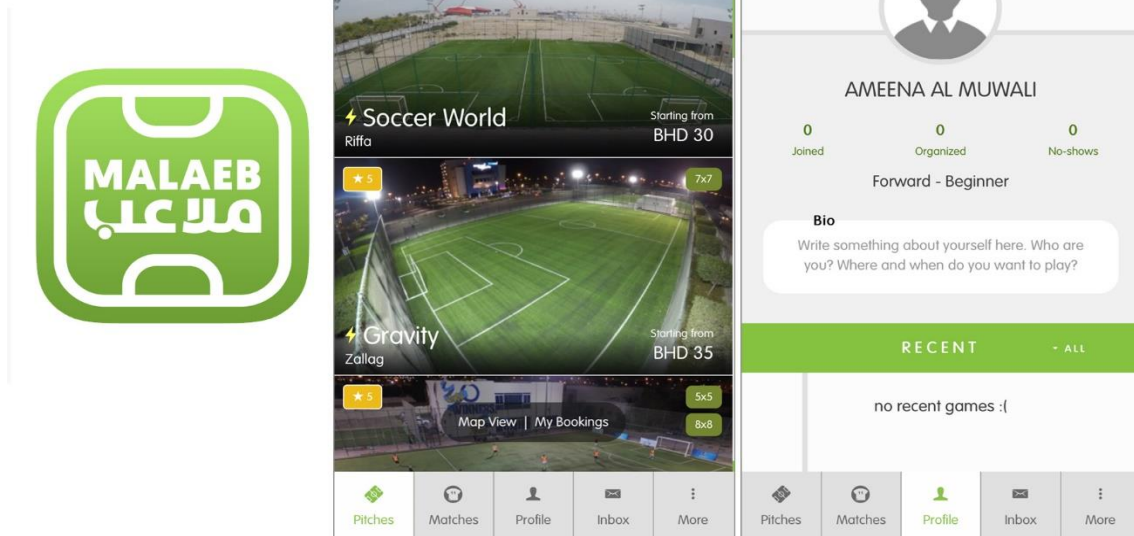 MALAEB
ملاعب
Soccer World
Riffa
Starting from
BHD 30
★ 5
7x7
Gravity
Zallag
Starting from
BHD 35
★ 5
5x5
8x8
Map View | My Bookings
Pitches
Matches
Profile
Inbox
More
AMEENA AL MUWALI
0 0 0
Joined Organized No-shows
Forward - Beginner
Bio
Write something about yourself here. Who are
you? Where and when do you want to play?
RECENT
- ALL
no recent games :(
Pitches
Matches
Profile
Inbox
More